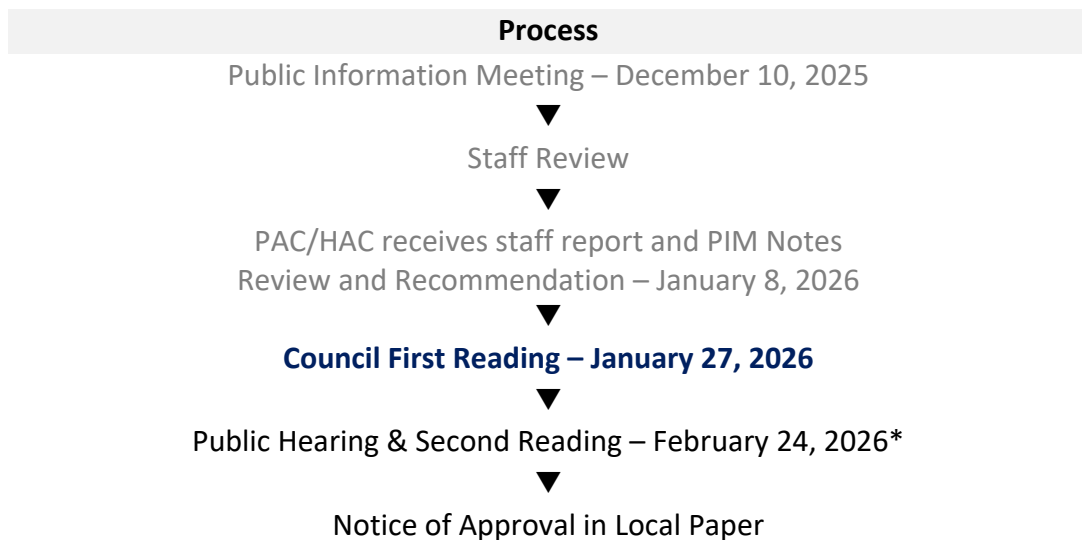 Process
Public Information Meeting – December 10, 2025
Staff Review
PAC/HAC receives staff report and PIM Notes
Review and Recommendation – January 8, 2026
Council First Reading – January 27, 2026
Public Hearing & Second Reading – February 24, 2026*
Notice of Approval in Local Paper